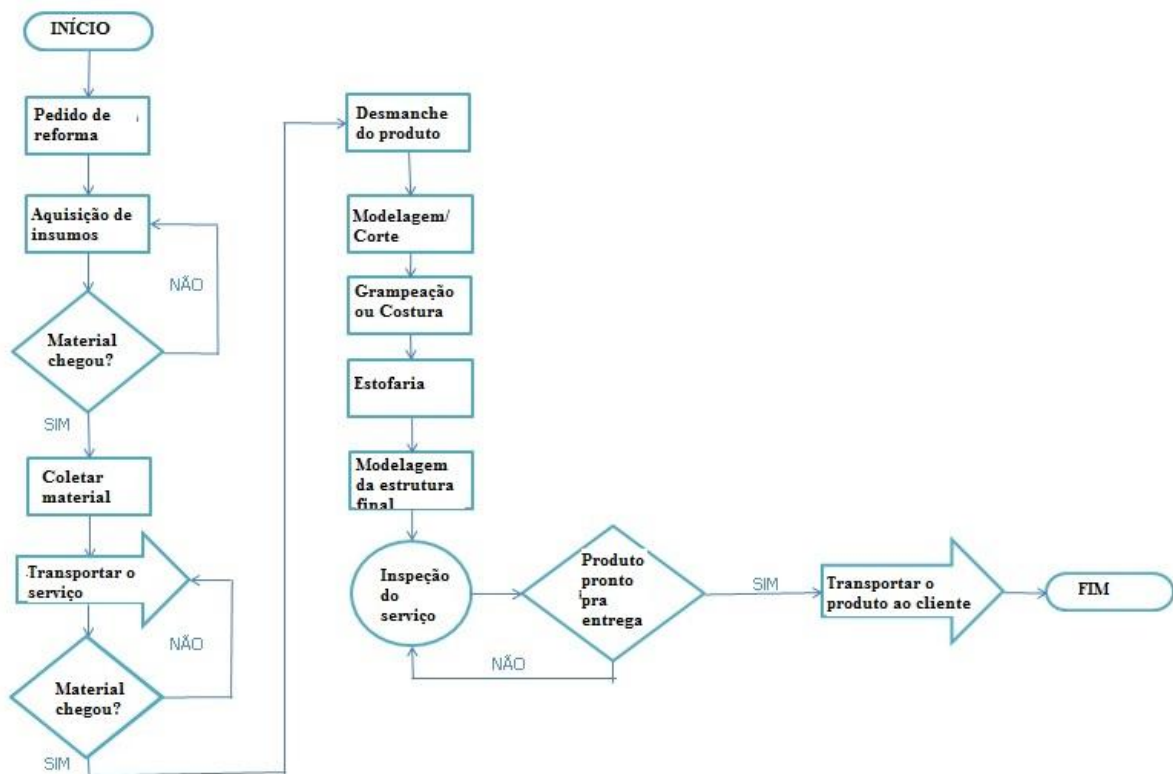 INÍCIO
Pedido de
reforma
Aquisição de
insumos
NÃO
Material
chegou?
SIM
Coletar
material
Transportar o
serviço
NÃO
Material
chegou?
SIM
Desmanche
do produto
Modelagem/
Corte
Grampeação
ou Costura
Estofaria
Modelagem
da estrutura
final
Inspeção
do
serviço
Produto
pronto
pra
entrega
NÃO
SIM
Transportar o
produto ao cliente
FIM